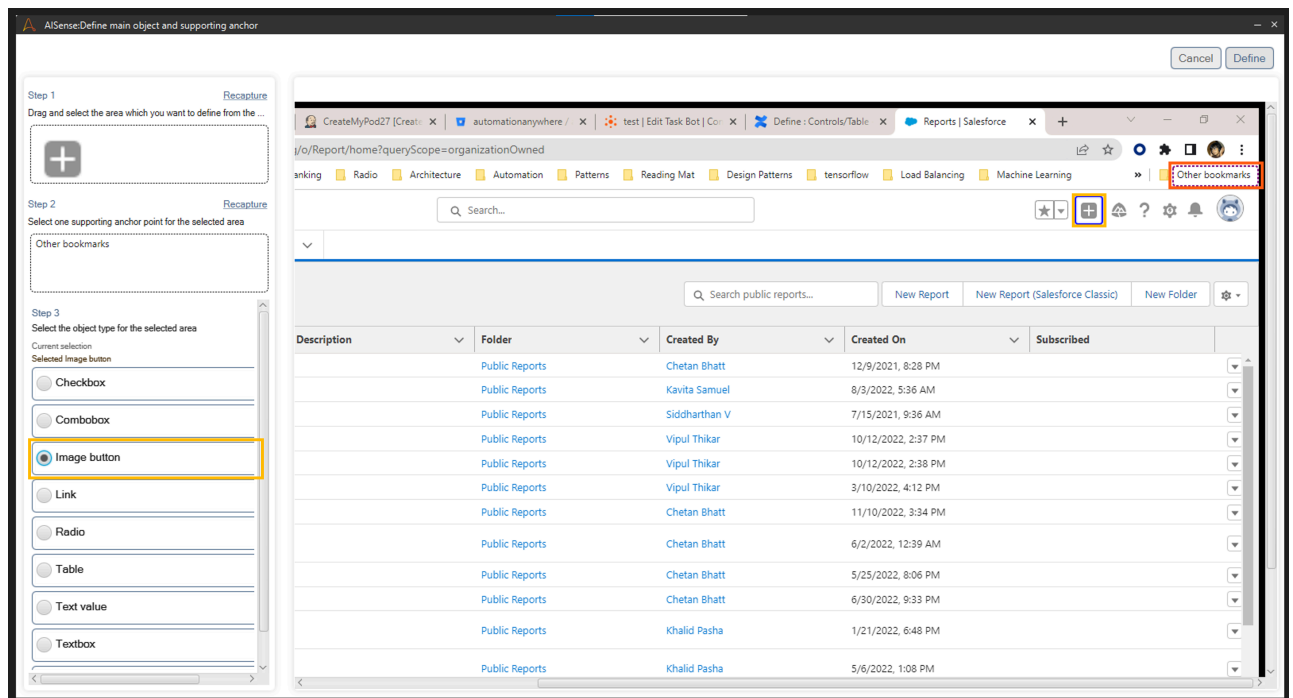 AISense:Define main object and supporting anchor
Cancel
Define
Step 1
Recapture
Drag and select the area which you want to define from the ...
Step 2
Recapture
Select one supporting anchor point for the selected area
Other bookmarks
Step 3
Select the object type for the selected area
Current selection
Selected Image button
Checkbox
Combobox
Image button
Link
Radio
Table
Text value
Textbox
CreateMyPod27 [Create
automationanywhere /
test | Edit Task Bot | Cor
Define : Controls/Table
Reports | Salesforce
g/o/Report/home?queryScope=organizationOwned
anking
Radio
Architecture
Automation
Patterns
Reading Mat
Design Patterns
tensorflow
Load Balancing
Machine Learning
»
Other bookmarks
Search...
Search public reports...
New Report
New Report (Salesforce Classic)
New Folder
Description Folder Created By Created On Subscribed
Public Reports Chetan Bhatt 12/9/2021, 8:28 PM
Public Reports Kavita Samuel 8/3/2022, 5:36 AM
Public Reports Siddharthan V 7/15/2021, 9:36 AM
Public Reports Vipul Thikar 10/12/2022, 2:37 PM
Public Reports Vipul Thikar 10/12/2022, 2:38 PM
Public Reports Vipul Thikar 3/10/2022, 4:12 PM
Public Reports Chetan Bhatt 11/10/2022, 3:34 PM
Public Reports Chetan Bhatt 6/2/2022, 12:39 AM
Public Reports Chetan Bhatt 5/25/2022, 8:06 PM
Public Reports Chetan Bhatt 6/30/2022, 9:33 PM
Public Reports Khalid Pasha 1/21/2022, 6:48 PM
Public Reports Khalid Pasha 5/6/2022, 1:08 PM